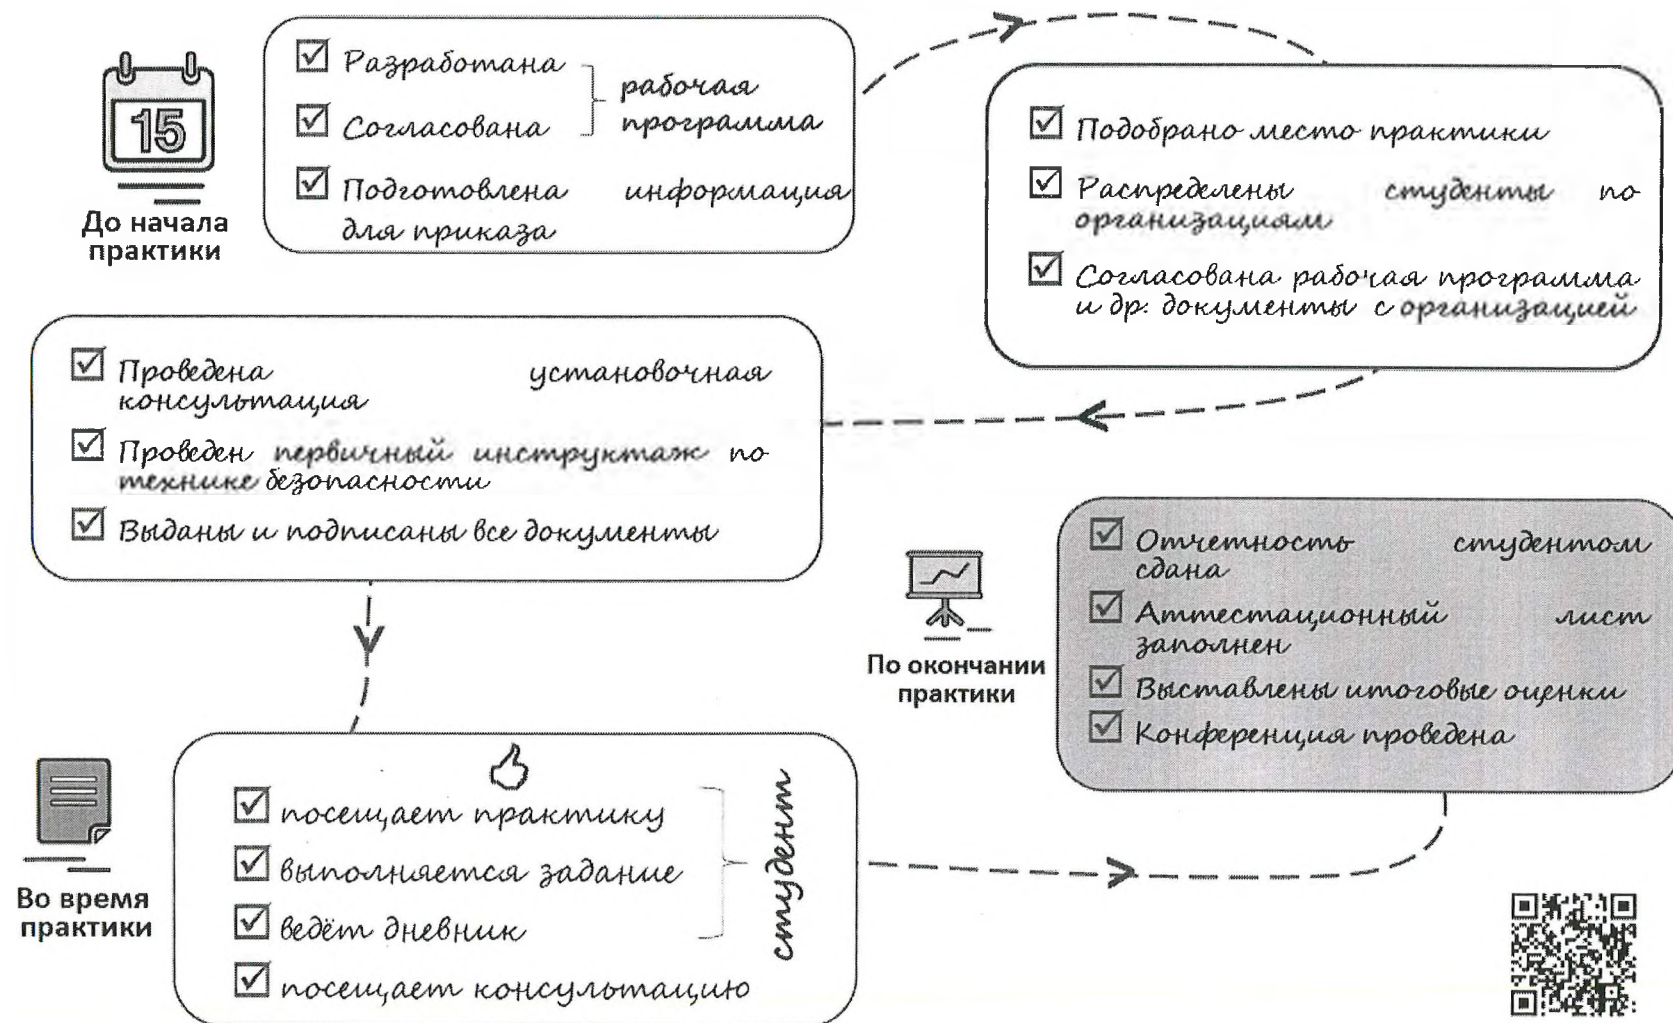 15
До начала
практики
Разработана
Согласована
рабочая
программа
Подготовлена информация
для приказа
Подобрано место практики
Распределены студенты по
организациям
Согласована рабочая программа
и др. документы с организацией
Проведена установочная
консультация
Проведен первичный инструктаж по
технике безопасности
Выданы и подписаны все документы
Во время
практики
посещает практику
выполняется задание
ведёт дневник
посещает консультацию
студент
По окончании
практики
Отчетность студентом
сдана
Аттестационный лист
заполнен
Выставлены итоговые оценки
Конференция проведена